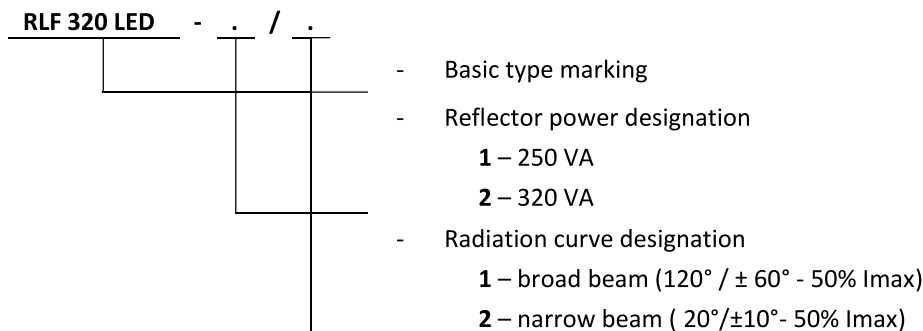 RLF 320 LED - . / .
- Basic type marking
- Reflector power designation
1 – 250 VA
2 – 320 VA
- Radiation curve designation
1 – broad beam (120° / ± 60° - 50% Imax)
2 – narrow beam ( 20°/±10°- 50% Imax)